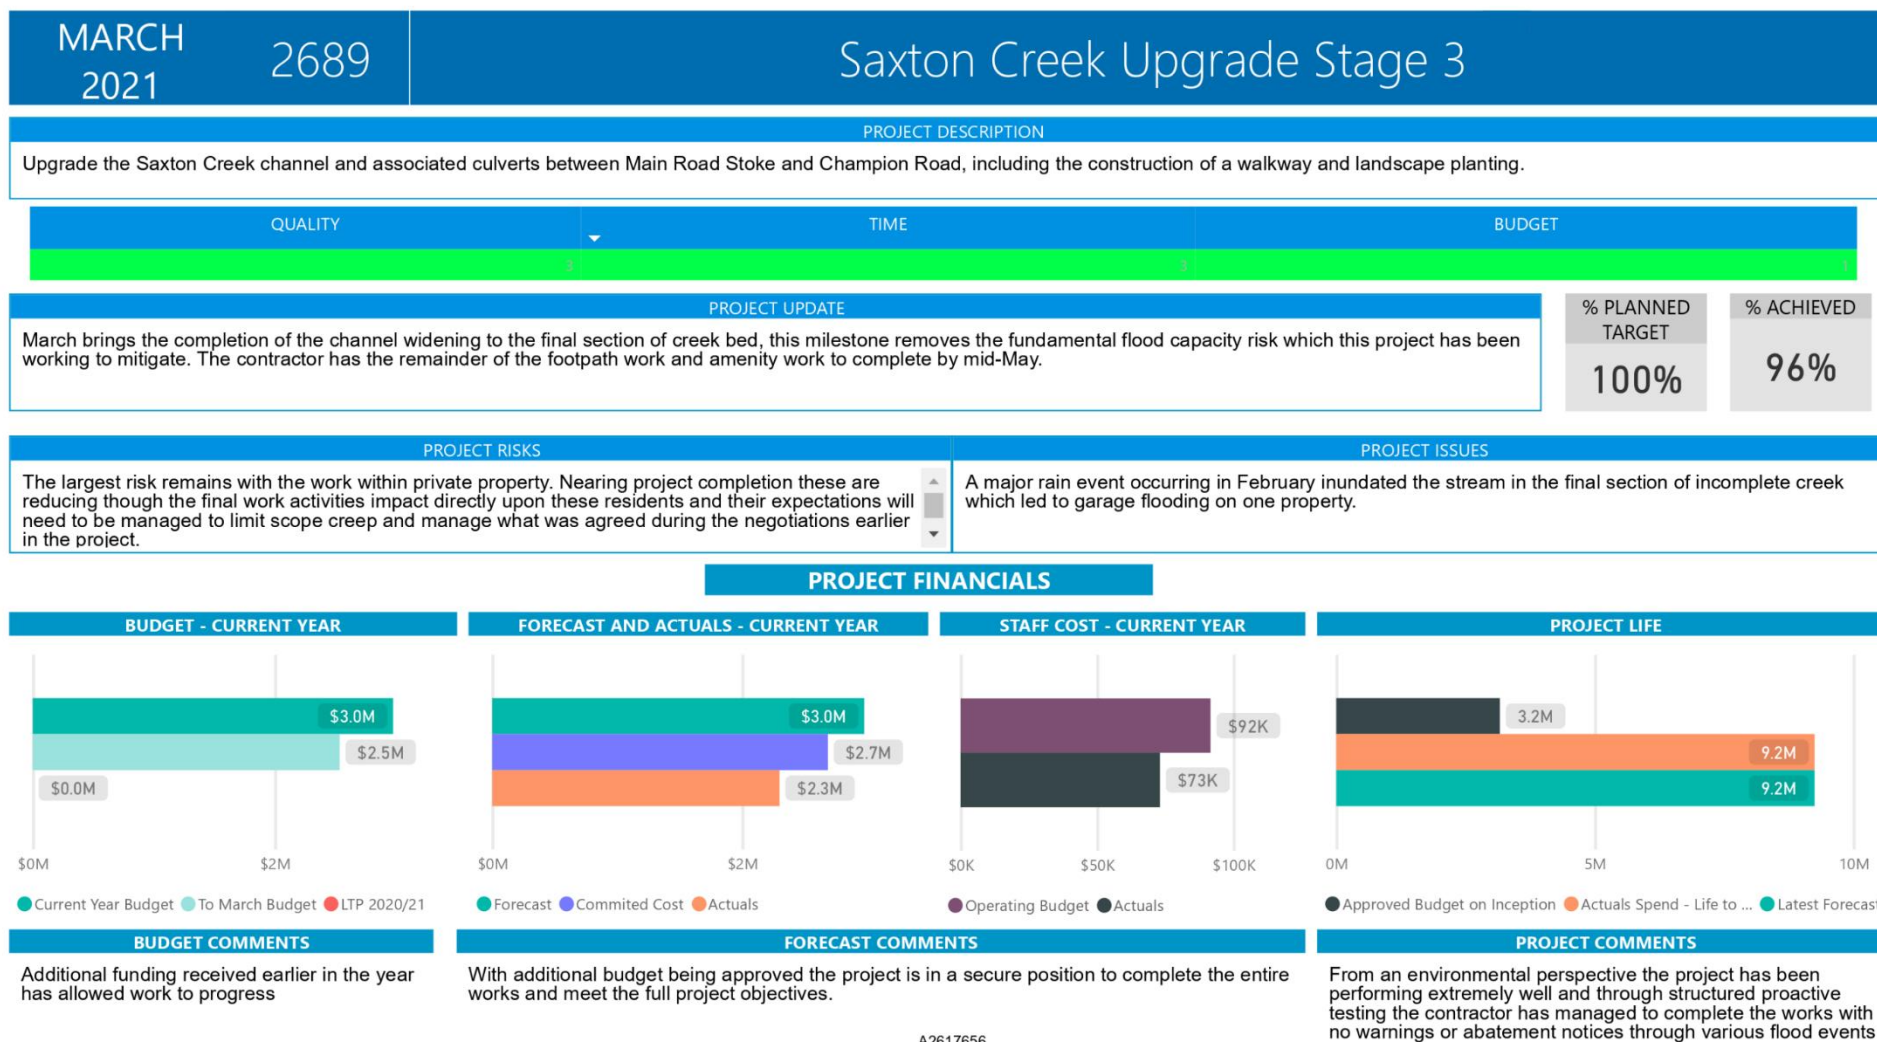 MARCH
2021
2689
Saxton Creek Upgrade Stage 3
PROJECT DESCRIPTION
Upgrade the Saxton Creek channel and associated culverts between Main Road Stoke and Champion Road, including the construction of a walkway and landscape planting.
QUALITY
TIME
BUDGET
3
3
1
PROJECT UPDATE
March brings the completion of the channel widening to the final section of creek bed, this milestone removes the fundamental flood capacity risk which this project has been
working to mitigate. The contractor has the remainder of the footpath work and amenity work to complete by mid-May.
% PLANNED
TARGET
100%
% ACHIEVED
96%
PROJECT RISKS
The largest risk remains with the work within private property. Nearing project completion these are
reducing though the final work activities impact directly upon these residents and their expectations will
need to be managed to limit scope creep and manage what was agreed during the negotiations earlier
in the project.
PROJECT ISSUES
A major rain event occurring in February inundated the stream in the final section of incomplete creek
which led to garage flooding on one property.
PROJECT FINANCIALS
BUDGET - CURRENT YEAR
$3.0M
$2.5M
$0.0M
$0M
$2M
Current Year Budget
To March Budget
LTP 2020/21
FORECAST AND ACTUALS - CURRENT YEAR
$3.0M
$2.7M
$2.3M
$0M
$2M
Forecast
Commited Cost
Actuals
STAFF COST - CURRENT YEAR
$92K
$73K
$0K
$50K
$100K
Operating Budget
Actuals
PROJECT LIFE
3.2M
9.2M
9.2M
0M
5M
10M
Approved Budget on Inception
Actuals Spend - Life to ...
Latest Forecast
BUDGET COMMENTS
Additional funding received earlier in the year
has allowed work to progress
FORECAST COMMENTS
With additional budget being approved the project is in a secure position to complete the entire
works and meet the full project objectives.
PROJECT COMMENTS
From an environmental perspective the project has been
performing extremely well and through structured proactive
testing the contractor has managed to complete the works with
no warnings or abatement notices through various flood events
A2617656